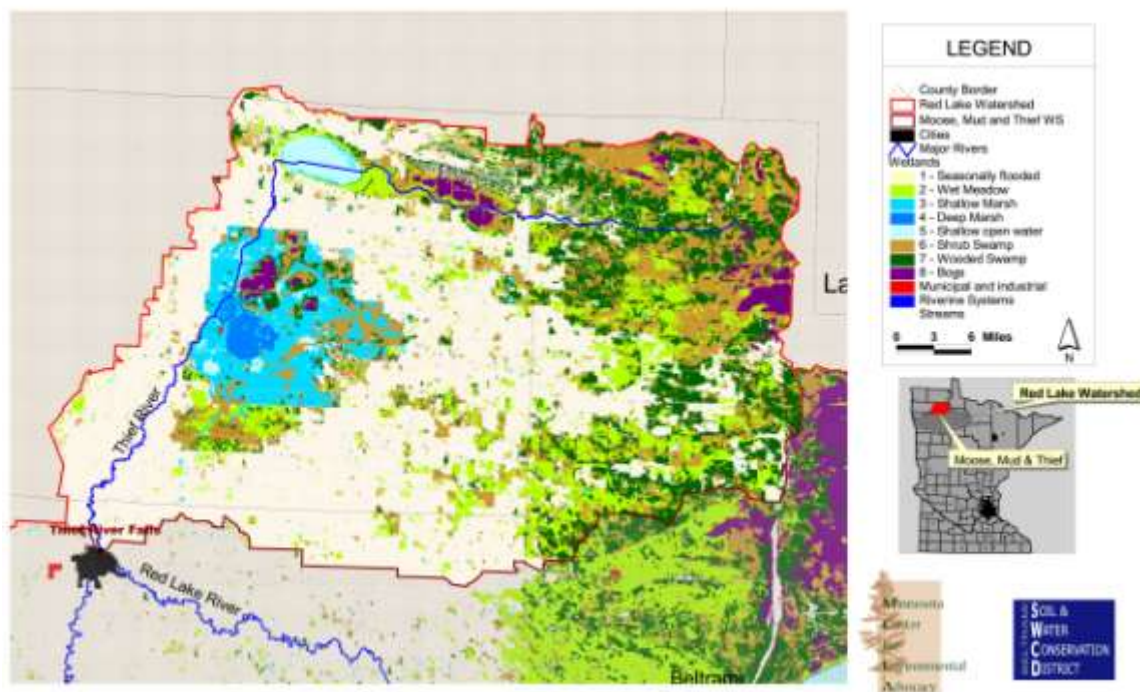 LEGEND
County Border
Red Lake Watershed
Moose, Mud and Thief WS
Cities
Major Rivers
Wetlands
1 - Seasonally flooded
2 - Wet Meadow
3 - Shallow Marsh
4 - Deep Marsh
5 - Shallow open water
6 - Shrub Swamp
7 - Wooded Swamp
8 - Bogs
Municipal and industrial
Riverine Systems
Streams
0 3 6 Miles
N
La
Thief River
Thief River Falls
Red Lake River
Beltrami
Red Lake Watershed
Moose, Mud & Thief
Minnesota
Center
Environmental
Advocacy
SOIL &
WATER
CONSERVATION
DISTRICT